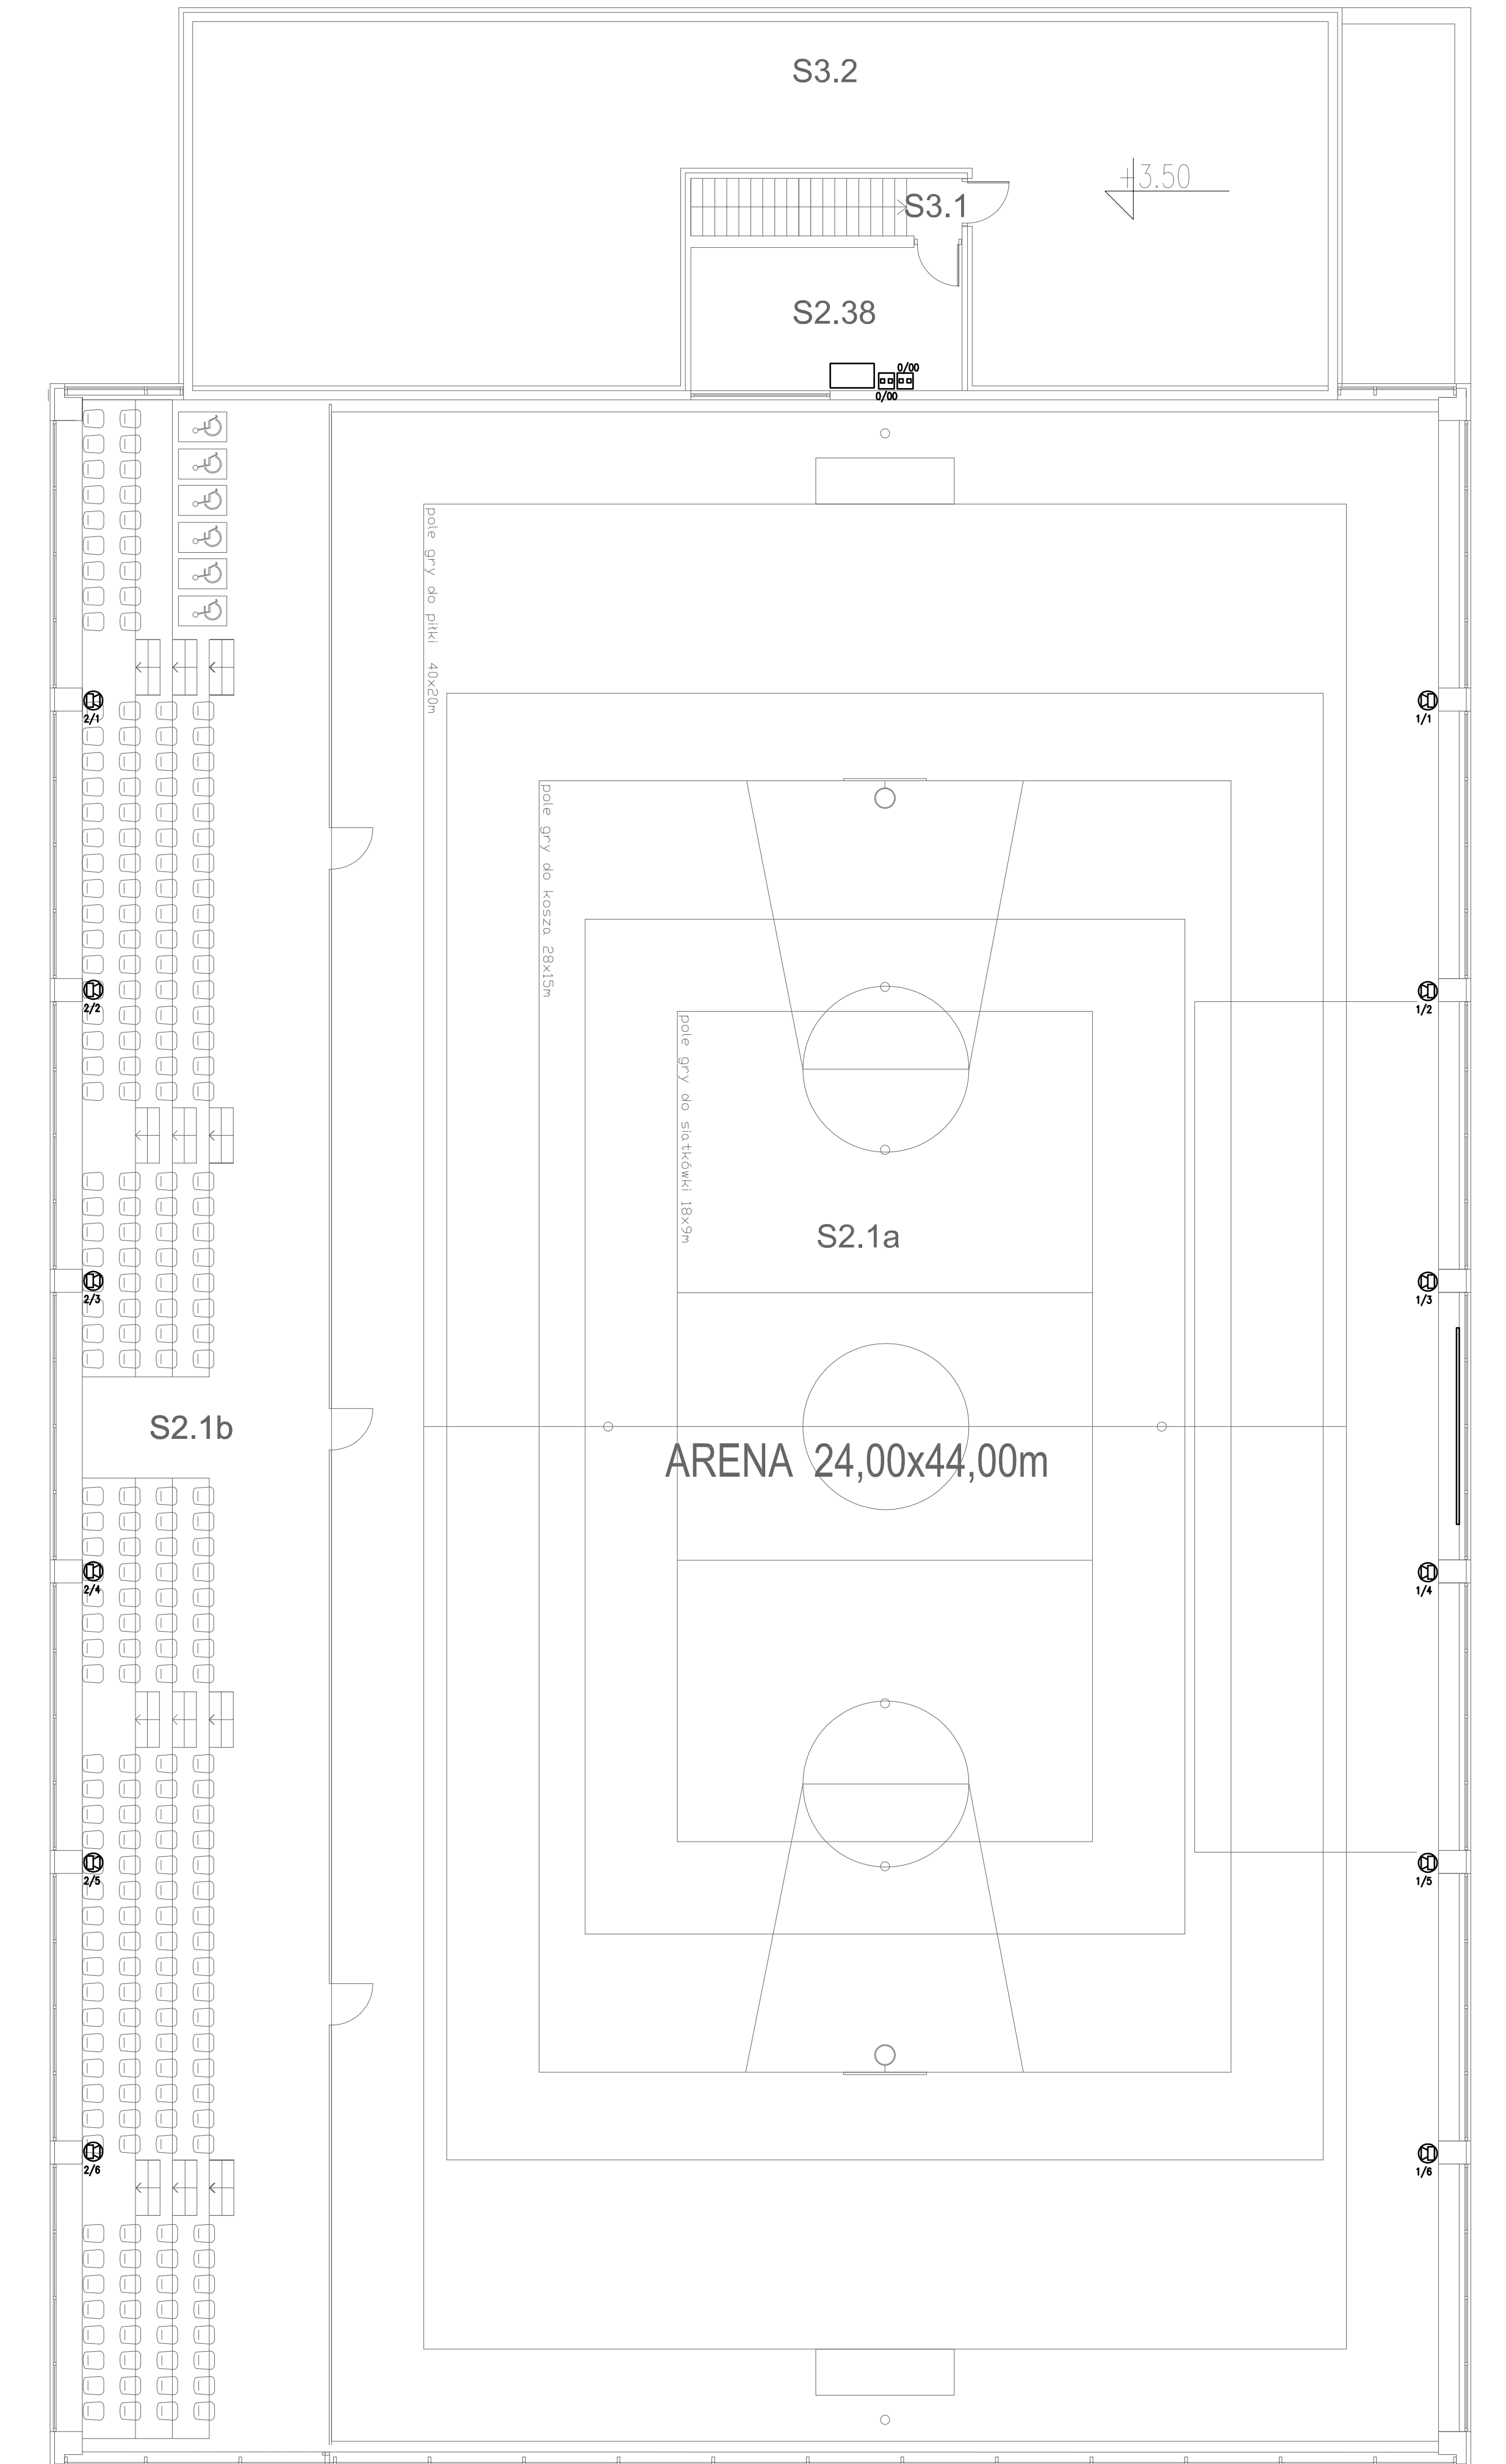 S3.2
+3.50
S3.1
S2.38
0/00
0/00
pole gry do piłki 40x20m
2/1
1/1
pole gry do kosza 28x15m
2/2
1/2
pole gry do siatkówki 18x9m
S2.1a
2/3
1/3
S2.1b
ARENA 24,00x44,00m
2/4
1/4
2/5
1/5
2/6
1/6